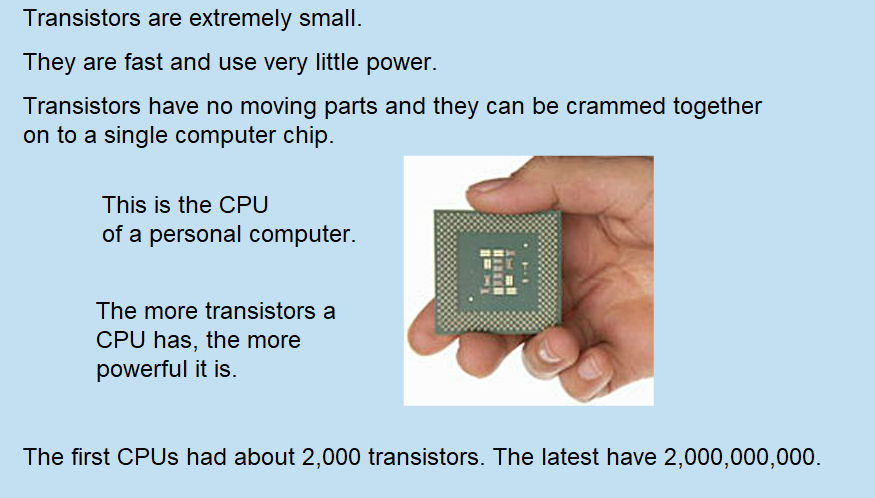 Transistors are extremely small.
They are fast and use very little power.
Transistors have no moving parts and they can be crammed together
on to a single computer chip.
This is the CPU
of a personal computer.
The more transistors a
CPU has, the more
powerful it is.
The first CPUs had about 2,000 transistors. The latest have 2,000,000,000.